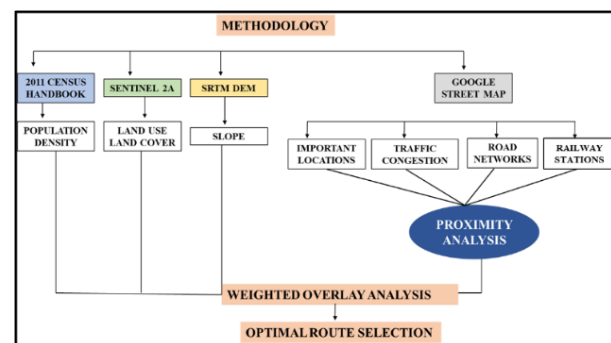 METHODOLOGY
2011 CENSUS
HANDBOOK
SENTINEL 2A
SRTM DEM
GOOGLE
STREET MAP
POPULATION
DENSITY
LAND USE
LAND COVER
SLOPE
IMPORTANT
LOCATIONS
TRAFFIC
CONGESTION
ROAD
NETWORKS
RAILWAY
STATIONS
PROXIMITY
ANALYSIS
WEIGHTED OVERLAY ANALYSIS
OPTIMAL ROUTE SELECTION